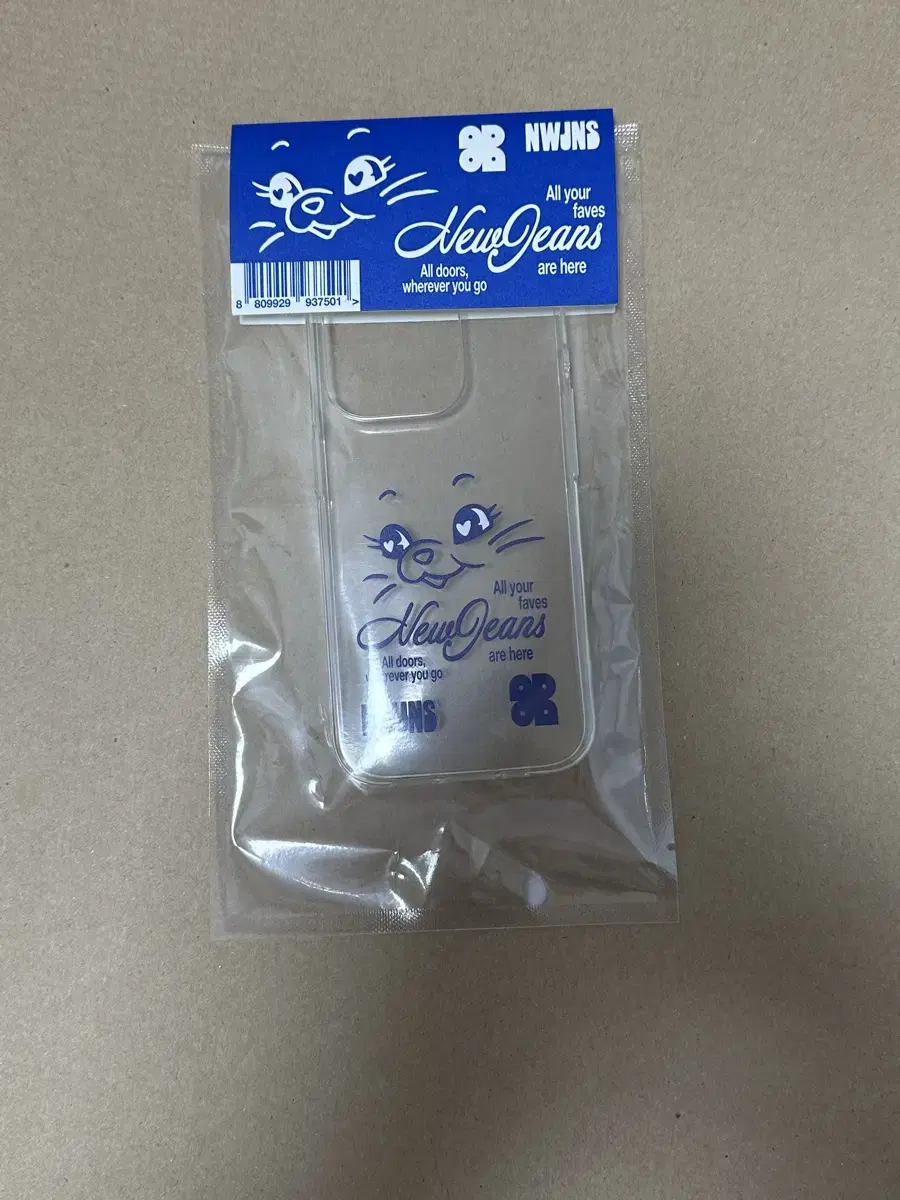 NWJNS
All your
faves
NewJeans
All doors,
wherever you go
are here
8 809929 937501 >
All your
faves
NewJeans
are here
All doors,
wherever you go
NWJNS